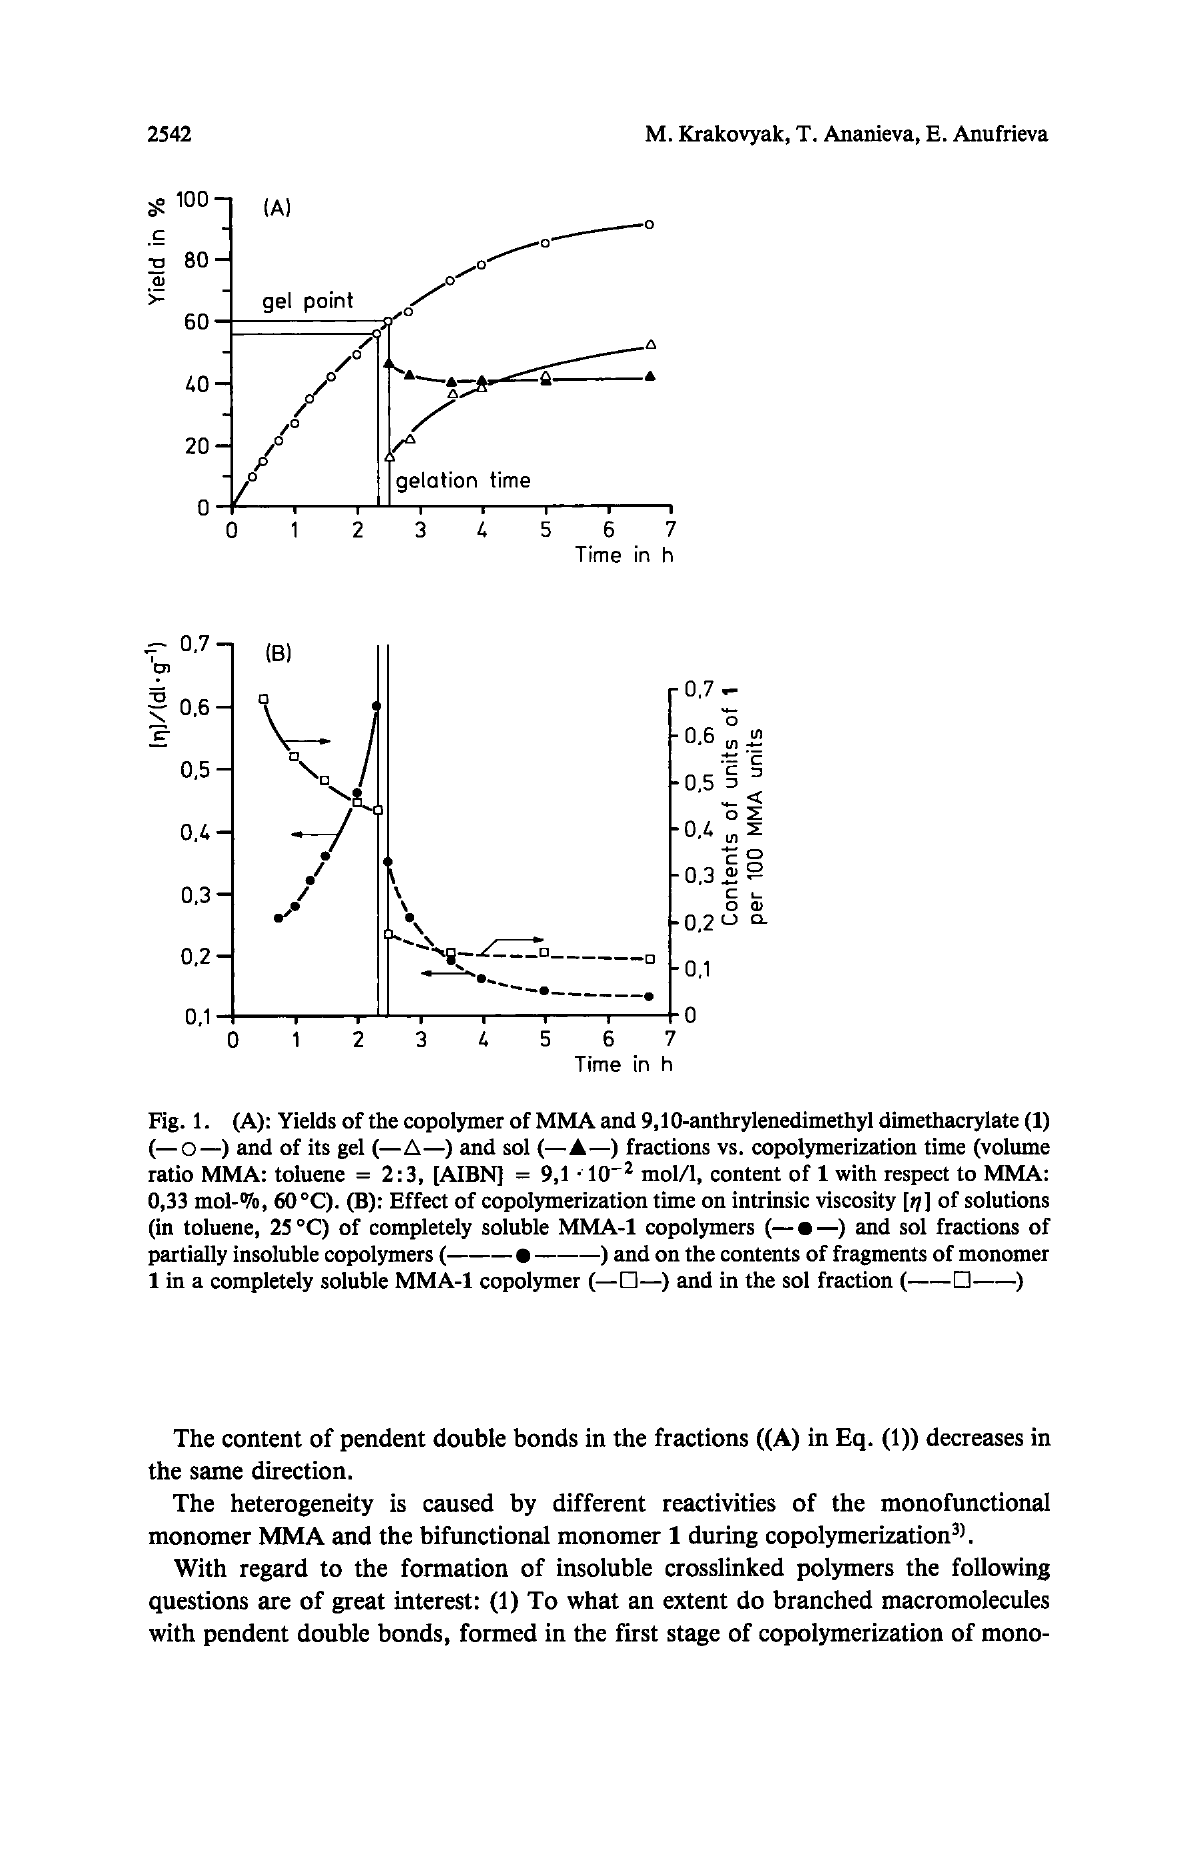 2542 M. Krakovyak, T. Ananieva, E. Anufrieva
Yield in %
100
80
60
40
20
0
(A)
gel point
gelation time
0 1 2 3 4 5 6 7
Time in h
[η]/(dl·g⁻¹)
0,7
0,6
0,5
0,4
0,3
0,2
0,1
(B)
0,7
0,6
0,5
0,4
0,3
0,2
0,1
0
Contents of units of 1
per 100 MMA units
0 1 2 3 4 5 6 7
Time in h
Fig. 1. (A): Yields of the copolymer of MMA and 9,10-anthrylenedimethyl dimethacrylate (1)
(—○—) and of its gel (—△—) and sol (—▲—) fractions vs. copolymerization time (volume
ratio MMA: toluene = 2:3, [AIBN] = 9,1 · 10⁻² mol/l, content of 1 with respect to MMA:
0,33 mol-%, 60 °C). (B): Effect of copolymerization time on intrinsic viscosity [η] of solutions
(in toluene, 25 °C) of completely soluble MMA-1 copolymers (—●—) and sol fractions of
partially insoluble copolymers (———●———) and on the contents of fragments of monomer
1 in a completely soluble MMA-1 copolymer (—□—) and in the sol fraction (——□——)
The content of pendent double bonds in the fractions ((A) in Eq. (1)) decreases in
the same direction.
The heterogeneity is caused by different reactivities of the monofunctional
monomer MMA and the bifunctional monomer 1 during copolymerization³⁾.
With regard to the formation of insoluble crosslinked polymers the following
questions are of great interest: (1) To what an extent do branched macromolecules
with pendent double bonds, formed in the first stage of copolymerization of mono-